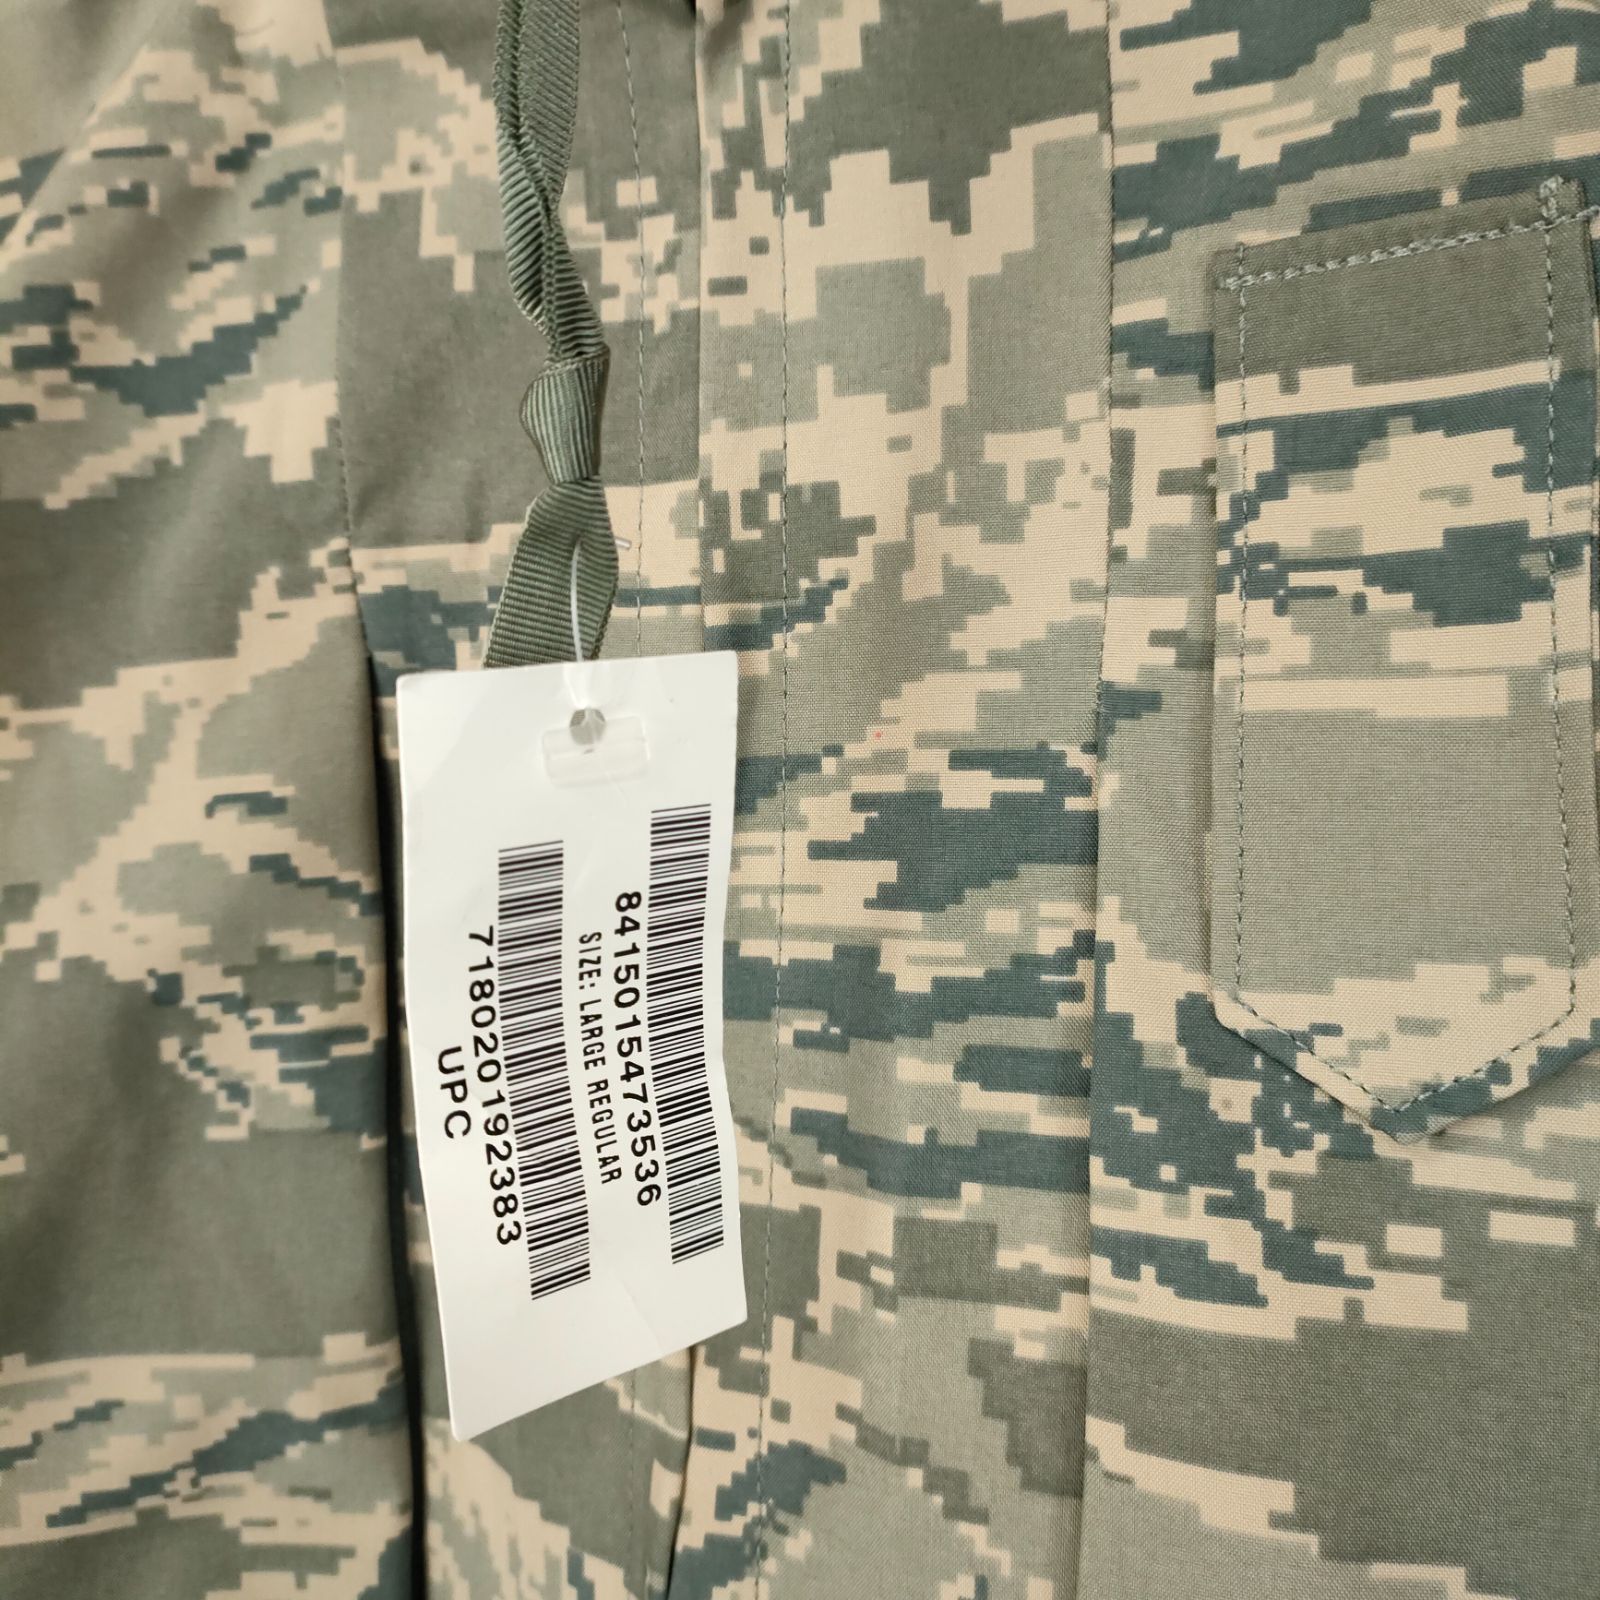 8415015473536
SIZE: LARGE REGULAR
718020192383
UPC